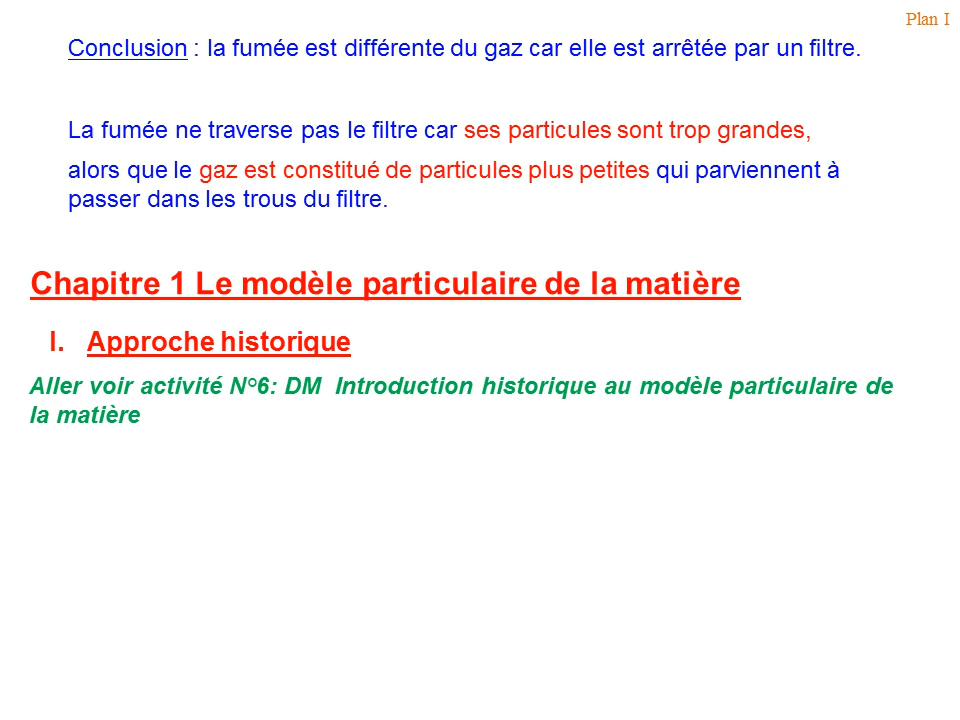 Plan I
Conclusion : la fumée est différente du gaz car elle est arrêtée par un filtre.
La fumée ne traverse pas le filtre car ses particules sont trop grandes,
alors que le gaz est constitué de particules plus petites qui parviennent à
passer dans les trous du filtre.
Chapitre 1 Le modèle particulaire de la matière
I. Approche historique
Aller voir activité N°6: DM  Introduction historique au modèle particulaire de
la matière